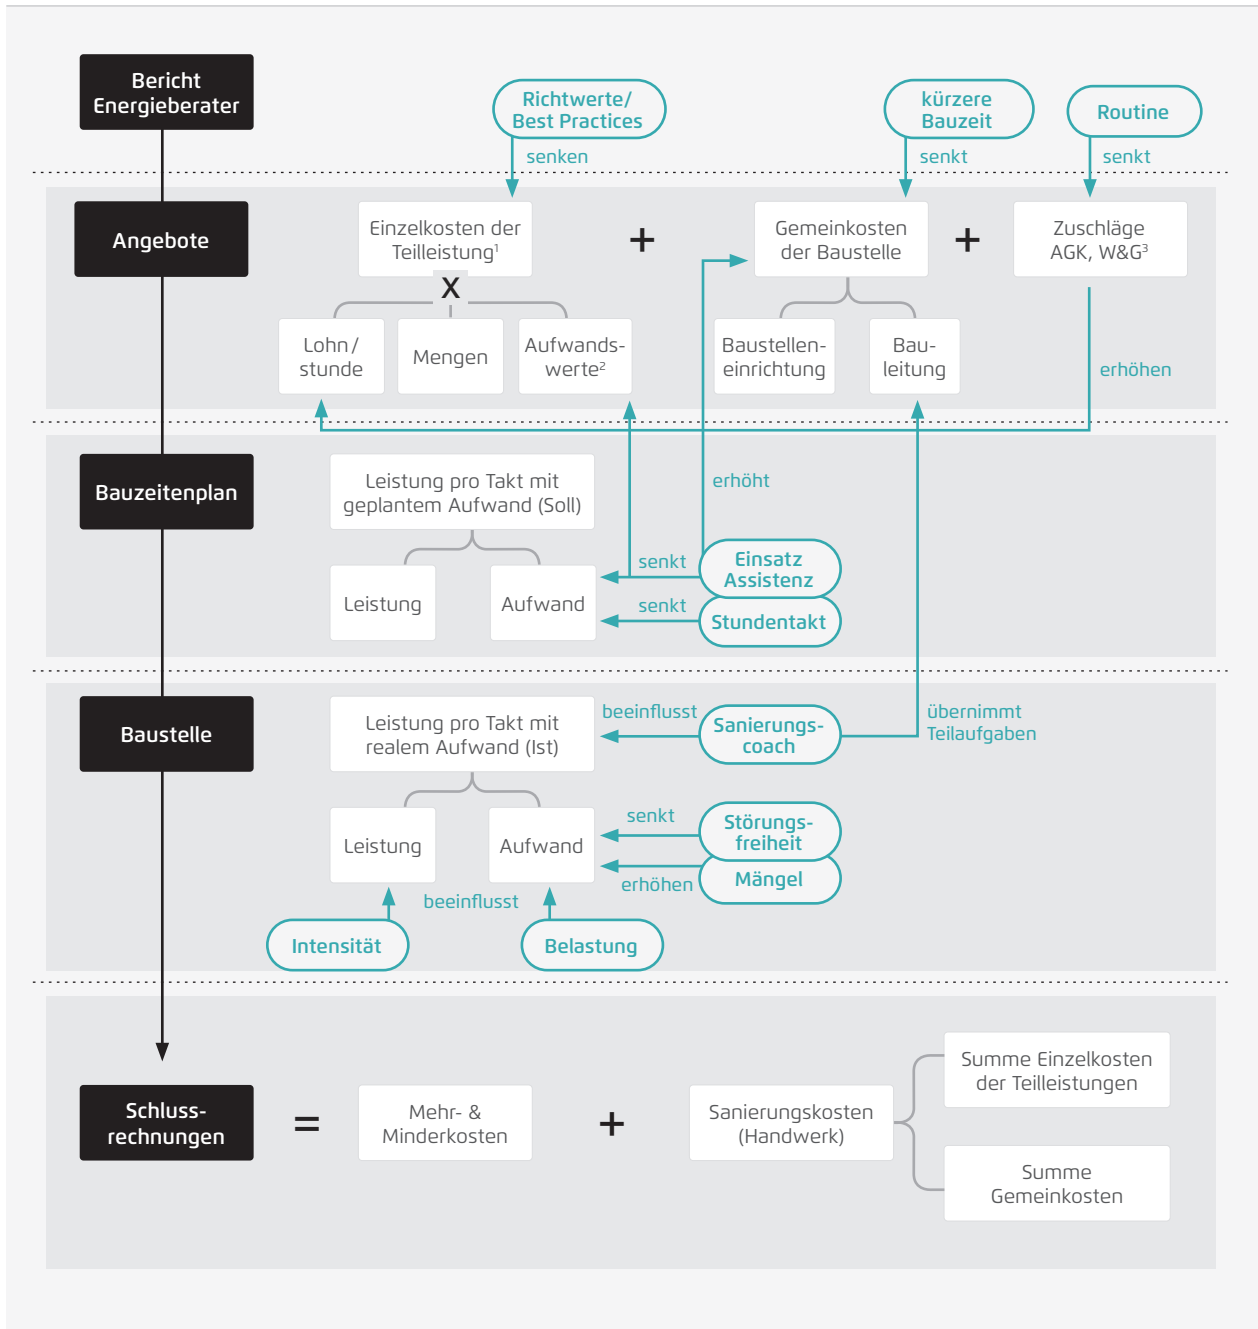 Bericht
Energieberater
Richtwerte/
Best Practices
kürzere
Bauzeit
Routine
senken
senkt
senkt
Angebote
Einzelkosten der
Teilleistung¹
+
Gemeinkosten
der Baustelle
+
Zuschläge
AGK, W&G³
X
Lohn/
stunde
Mengen
Aufwands-
werte²
Baustellen-
einrichtung
Bau-
leitung
erhöhen
Bauzeitenplan
Leistung pro Takt mit
geplantem Aufwand (Soll)
erhöht
Leistung
Aufwand
senkt
Einsatz
Assistenz
senkt
Stundentakt
Baustelle
Leistung pro Takt mit
realem Aufwand (Ist)
beeinflusst
Sanierungs-
coach
übernimmt
Teilaufgaben
Leistung
Aufwand
senkt
Störungs-
freiheit
erhöhen
Mängel
beeinflusst
Intensität
Belastung
Schluss-
rechnungen
=
Mehr- &
Minderkosten
+
Sanierungskosten
(Handwerk)
Summe Einzelkosten
der Teilleistungen
Summe
Gemeinkosten